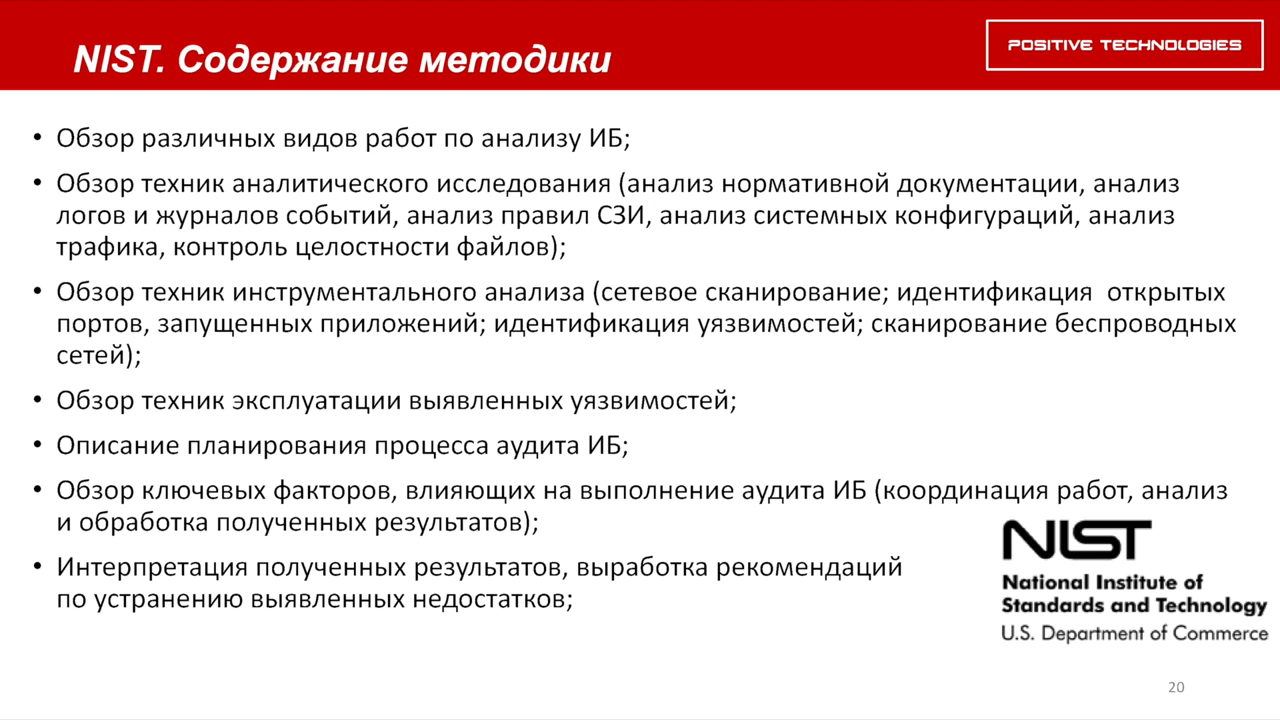 NIST. Содержание методики
POSITIVE TECHNOLOGIES
• Обзор различных видов работ по анализу ИБ;
• Обзор техник аналитического исследования (анализ нормативной документации, анализ
логов и журналов событий, анализ правил СЗИ, анализ системных конфигураций, анализ
трафика, контроль целостности файлов);
• Обзор техник инструментального анализа (сетевое сканирование; идентификация  открытых
портов, запущенных приложений; идентификация уязвимостей; сканирование беспроводных
сетей);
• Обзор техник эксплуатации выявленных уязвимостей;
• Описание планирования процесса аудита ИБ;
• Обзор ключевых факторов, влияющих на выполнение аудита ИБ (координация работ, анализ
и обработка полученных результатов);
• Интерпретация полученных результатов, выработка рекомендаций
по устранению выявленных недостатков;
NIST
National Institute of
Standards and Technology
U.S. Department of Commerce
20